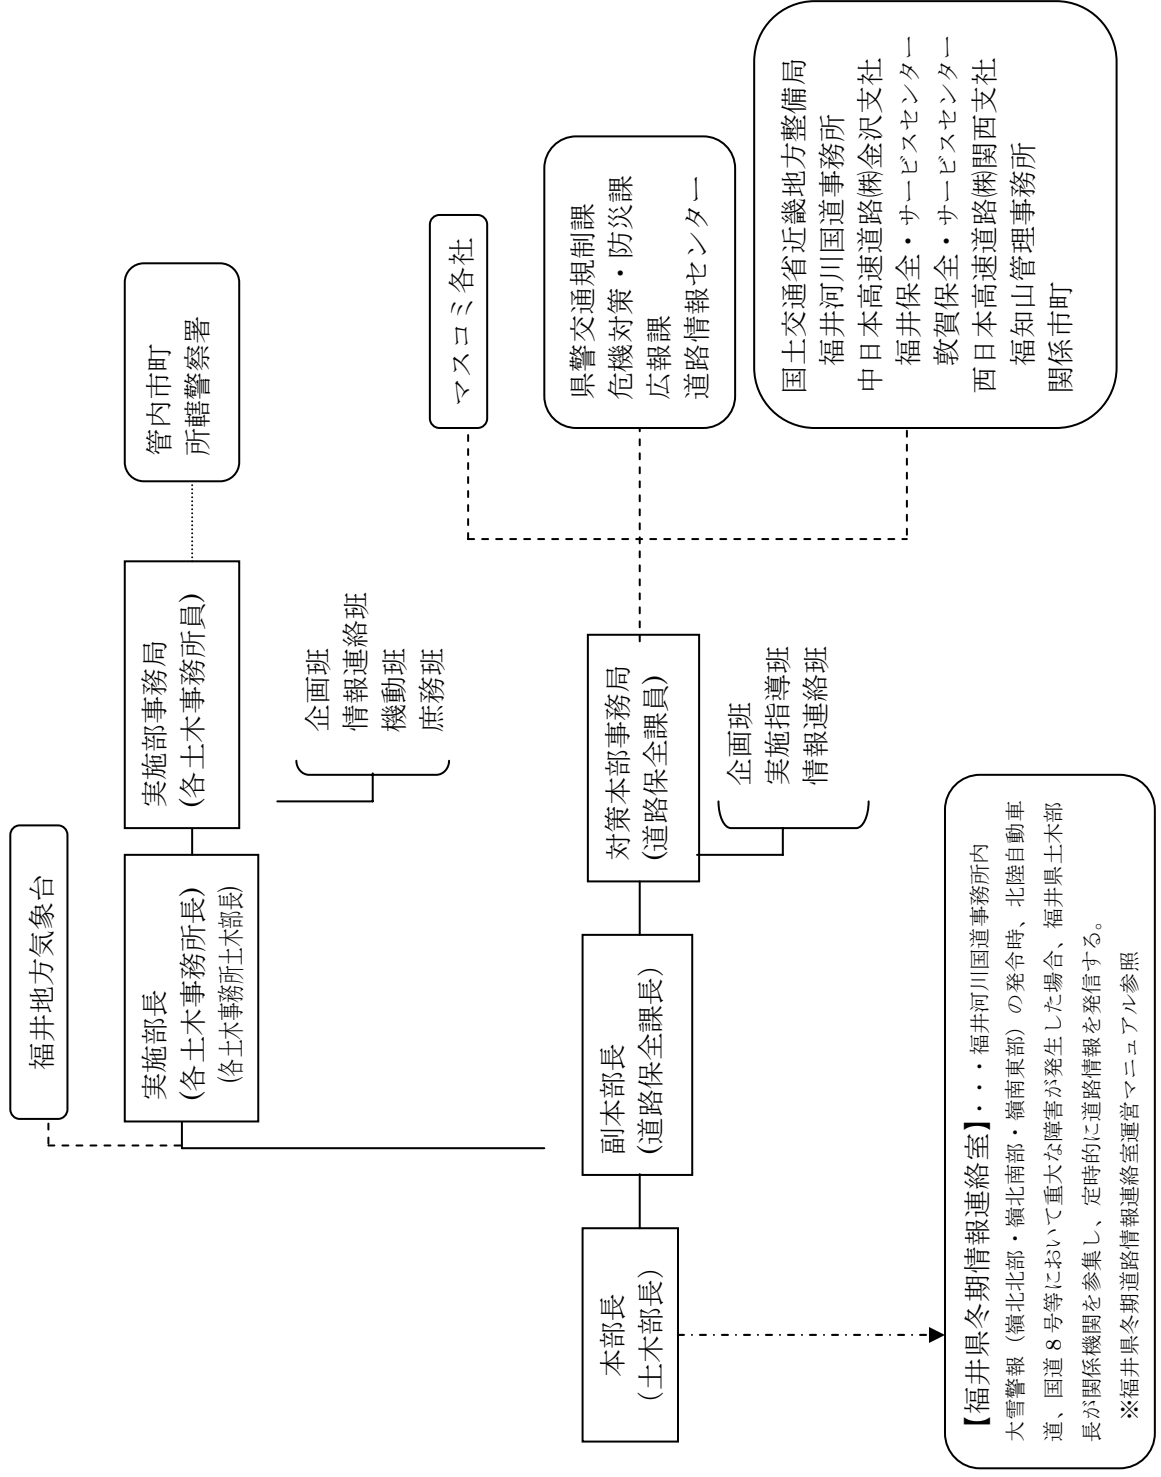 福井地方気象台
実施部長
(各土木事務所長)
(各土木事務所土木部長)
実施部事務局
(各土木事務所員)
管内市町
所轄警察署
企画班
情報連絡班
機動班
庶務班
マスコミ各社
本部長
(土木部長)
副本部長
(道路保全課長)
対策本部事務局
(道路保全課員)
県警交通規制課
危機対策・防災課
広報課
道路情報センター
企画班
実施指導班
情報連絡班
国土交通省近畿地方整備局
福井河川国道事務所
中日本高速道路㈱金沢支社
福井保全・サービスセンター
敦賀保全・サービスセンター
西日本高速道路㈱関西支社
福知山管理事務所
関係市町
【福井県冬期情報連絡室】・・・福井河川国道事務所内
大雪警報（嶺北北部・嶺北南部・嶺南東部）の発令時、北陸自動車
道、国道８号等において重大な障害が発生した場合、福井県土木部
長が関係機関を参集し、定時的に道路情報を発信する。
※福井県冬期道路情報連絡室運営マニュアル参照